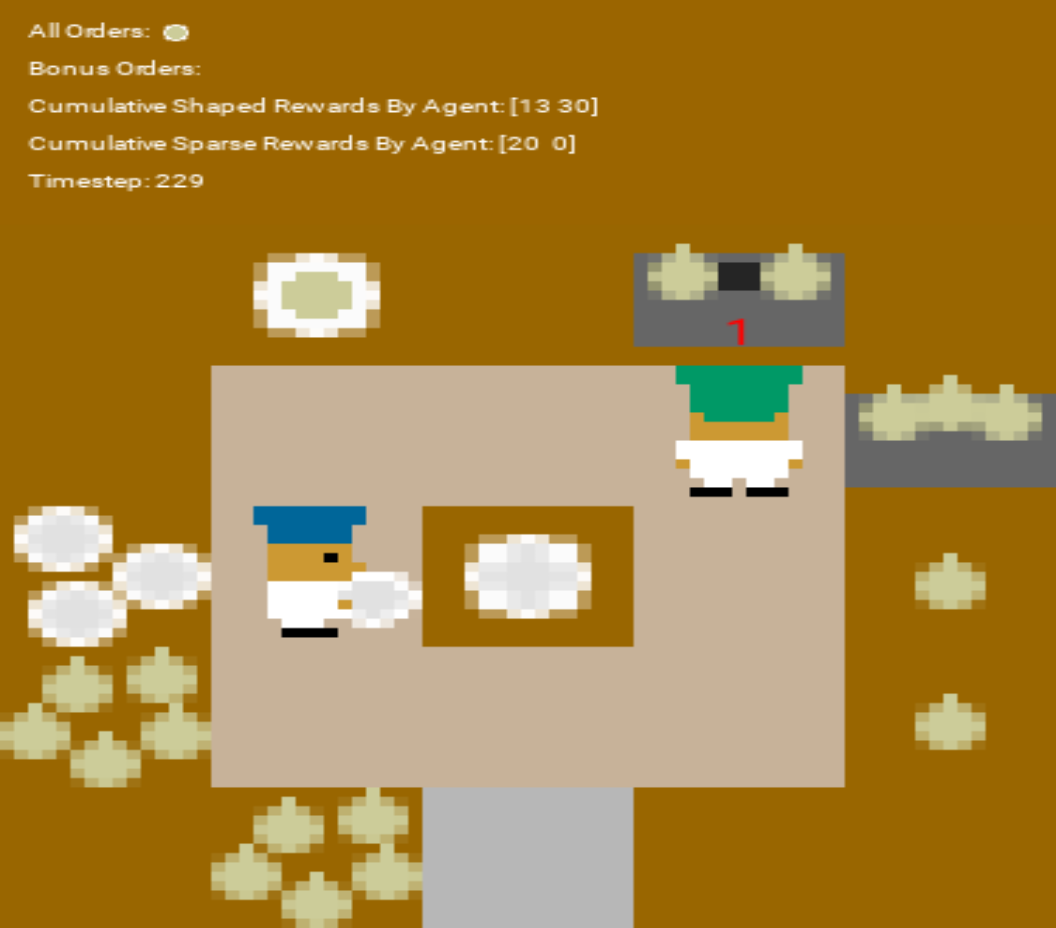 All Orders:
Bonus Orders:
Cumulative Shaped Rewards By Agent: [13 30]
Cumulative Sparse Rewards By Agent: [20  0]
Timestep: 229
1